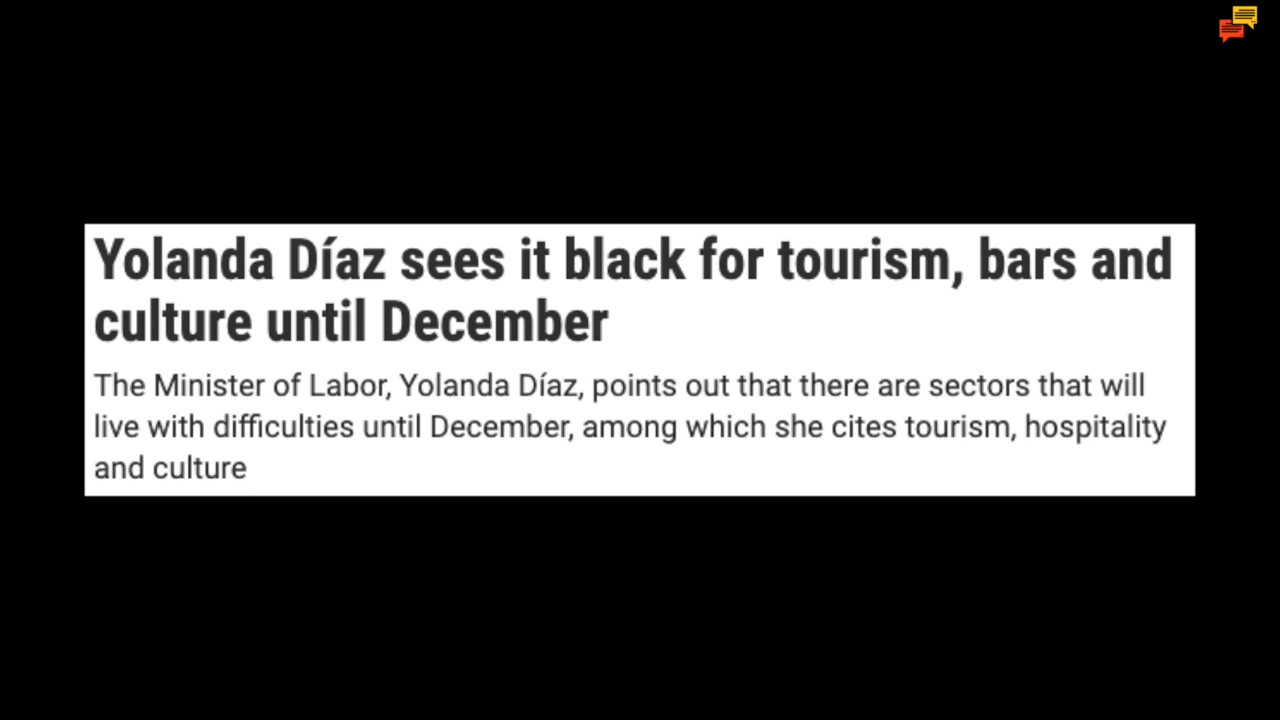 Yolanda Díaz sees it black for tourism, bars and
culture until December
The Minister of Labor, Yolanda Díaz, points out that there are sectors that will
live with difficulties until December, among which she cites tourism, hospitality
and culture